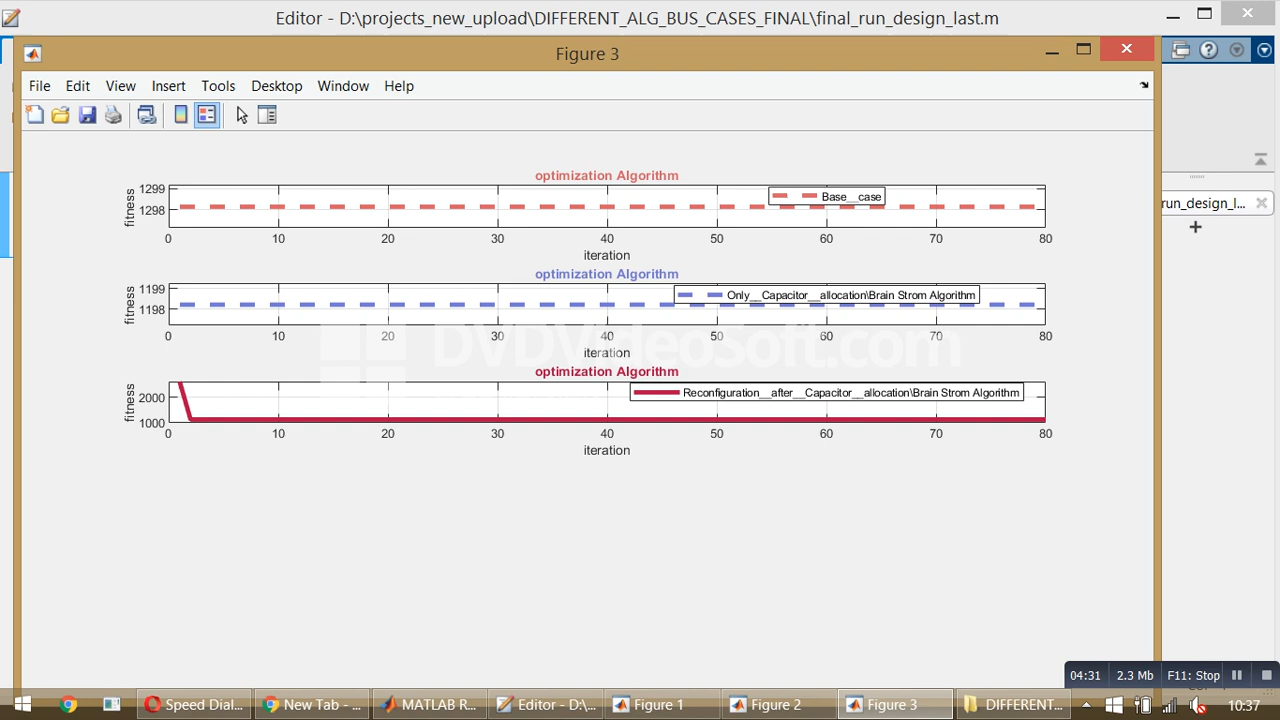 Editor - D:\projects_new_upload\DIFFERENT_ALG_BUS_CASES_FINAL\final_run_design_last.m
Figure 3
File Edit View Insert Tools Desktop Window Help
optimization Algorithm
1299
1298
fitness
Base__case
0 10 20 30 40 50 60 70 80
iteration
optimization Algorithm
1299
1298
fitness
Only__Capacitor__allocation\Brain Strom Algorithm
0 10 20 30 40 50 60 70 80
iteration
optimization Algorithm
2000
1000
fitness
Reconfiguration__after__Capacitor__allocation\Brain Strom Algorithm
0 10 20 30 40 50 60 70 80
iteration
DVDVideoSoft.com
run_design_l...
04:31 2.3 Mb F11: Stop
Speed Dial... New Tab - ... MATLAB R... Editor - D:\... Figure 1 Figure 2 Figure 3 DIFFERENT... 10:37